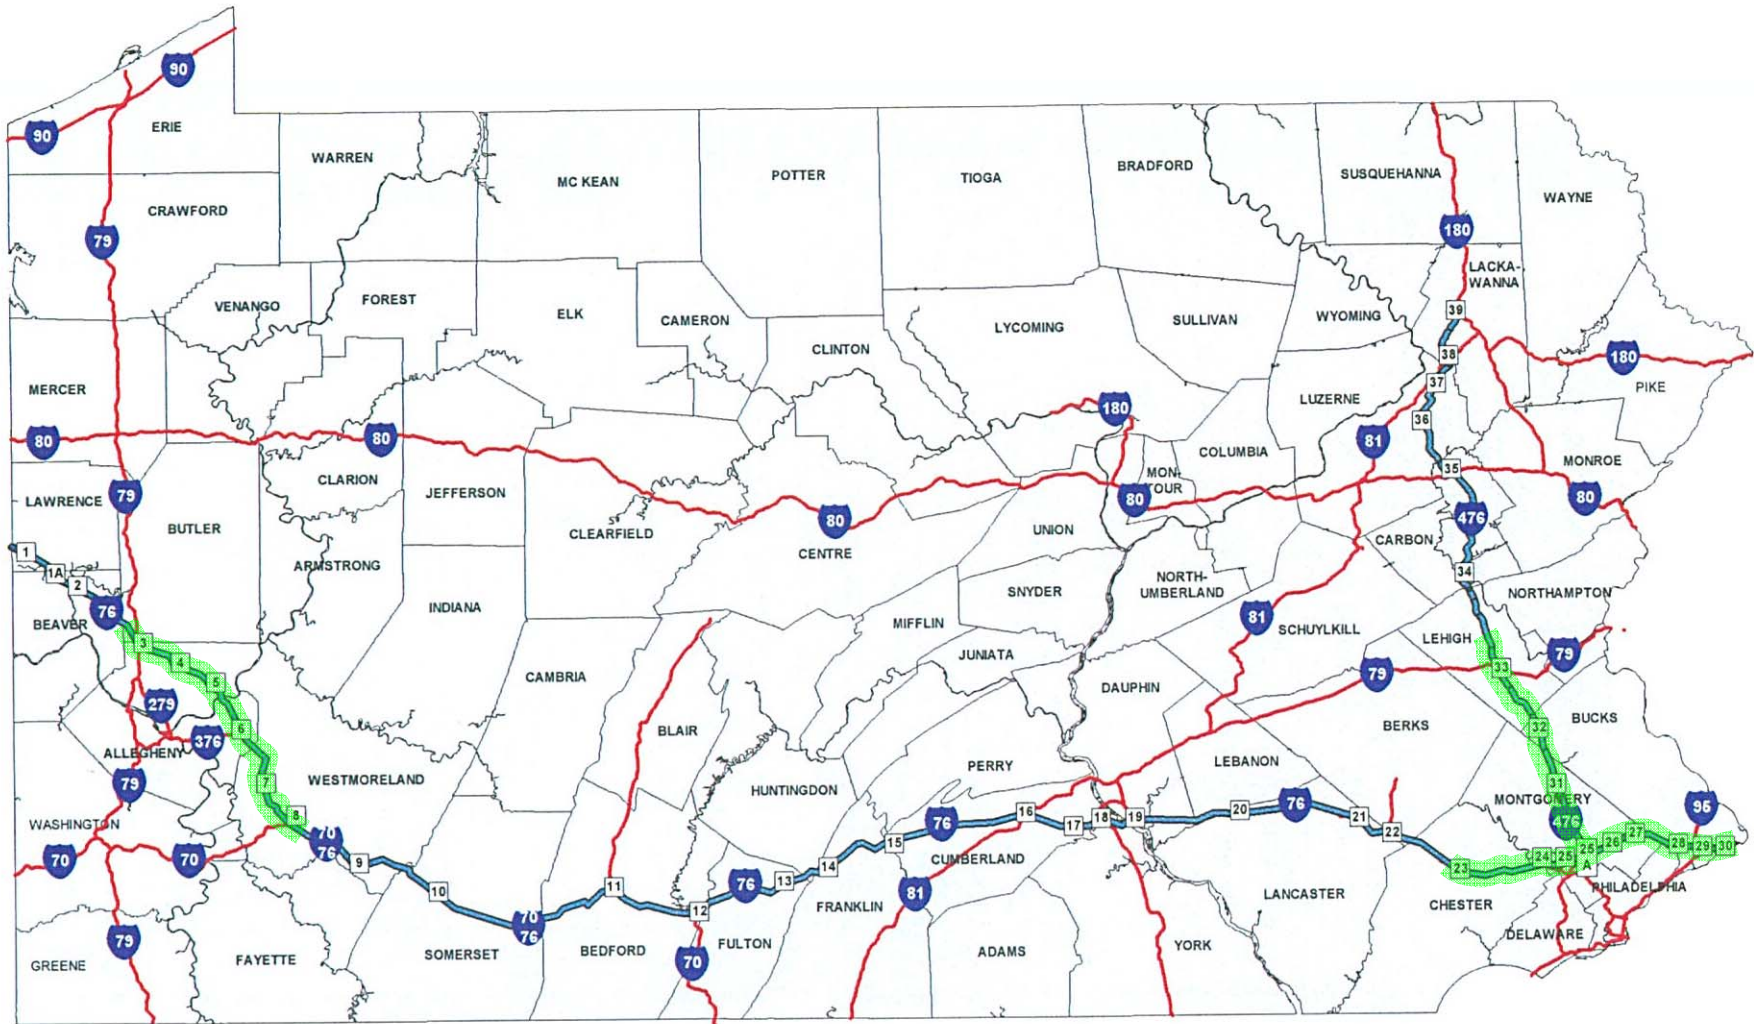 90
90
ERIE
WARREN
MC KEAN
POTTER
TIOGA
BRADFORD
SUSQUEHANNA
WAYNE
CRAWFORD
79
180
LACKA-
WANNA
VENANGO
FOREST
ELK
CAMERON
CLINTON
LYCOMING
SULLIVAN
WYOMING
39
38
180
MERCER
37
PIKE
LUZERNE
36
180
80
80
81
COLUMBIA
MON-
TOUR
35
MONROE
LAWRENCE
79
CLARION
JEFFERSON
80
80
BUTLER
CLEARFIELD
80
476
UNION
CENTRE
CARBON
1
1A
2
ARMSTRONG
34
76
INDIANA
SNYDER
NORTH-
UMBERLAND
NORTHAMPTON
BEAVER
MIFFLIN
81
SCHUYLKILL
LEHIGH
3
4
5
JUNIATA
79
33
79
CAMBRIA
DAUPHIN
279
6
376
BLAIR
32
BUCKS
BERKS
ALLEGHENY
7
79
WESTMORELAND
HUNTINGDON
PERRY
LEBANON
31
MONTGOMERY
8
WASHINGTON
70
76
16
17
18
19
20
76
21
22
476
95
70
70
9
15
76
CUMBERLAND
25
A
26
27
28
29
30
10
11
12
76
13
14
23
24
25
81
FRANKLIN
LANCASTER
CHESTER
PHILADELPHIA
70
76
79
GREENE
FAYETTE
SOMERSET
BEDFORD
FULTON
70
ADAMS
YORK
DELAWARE